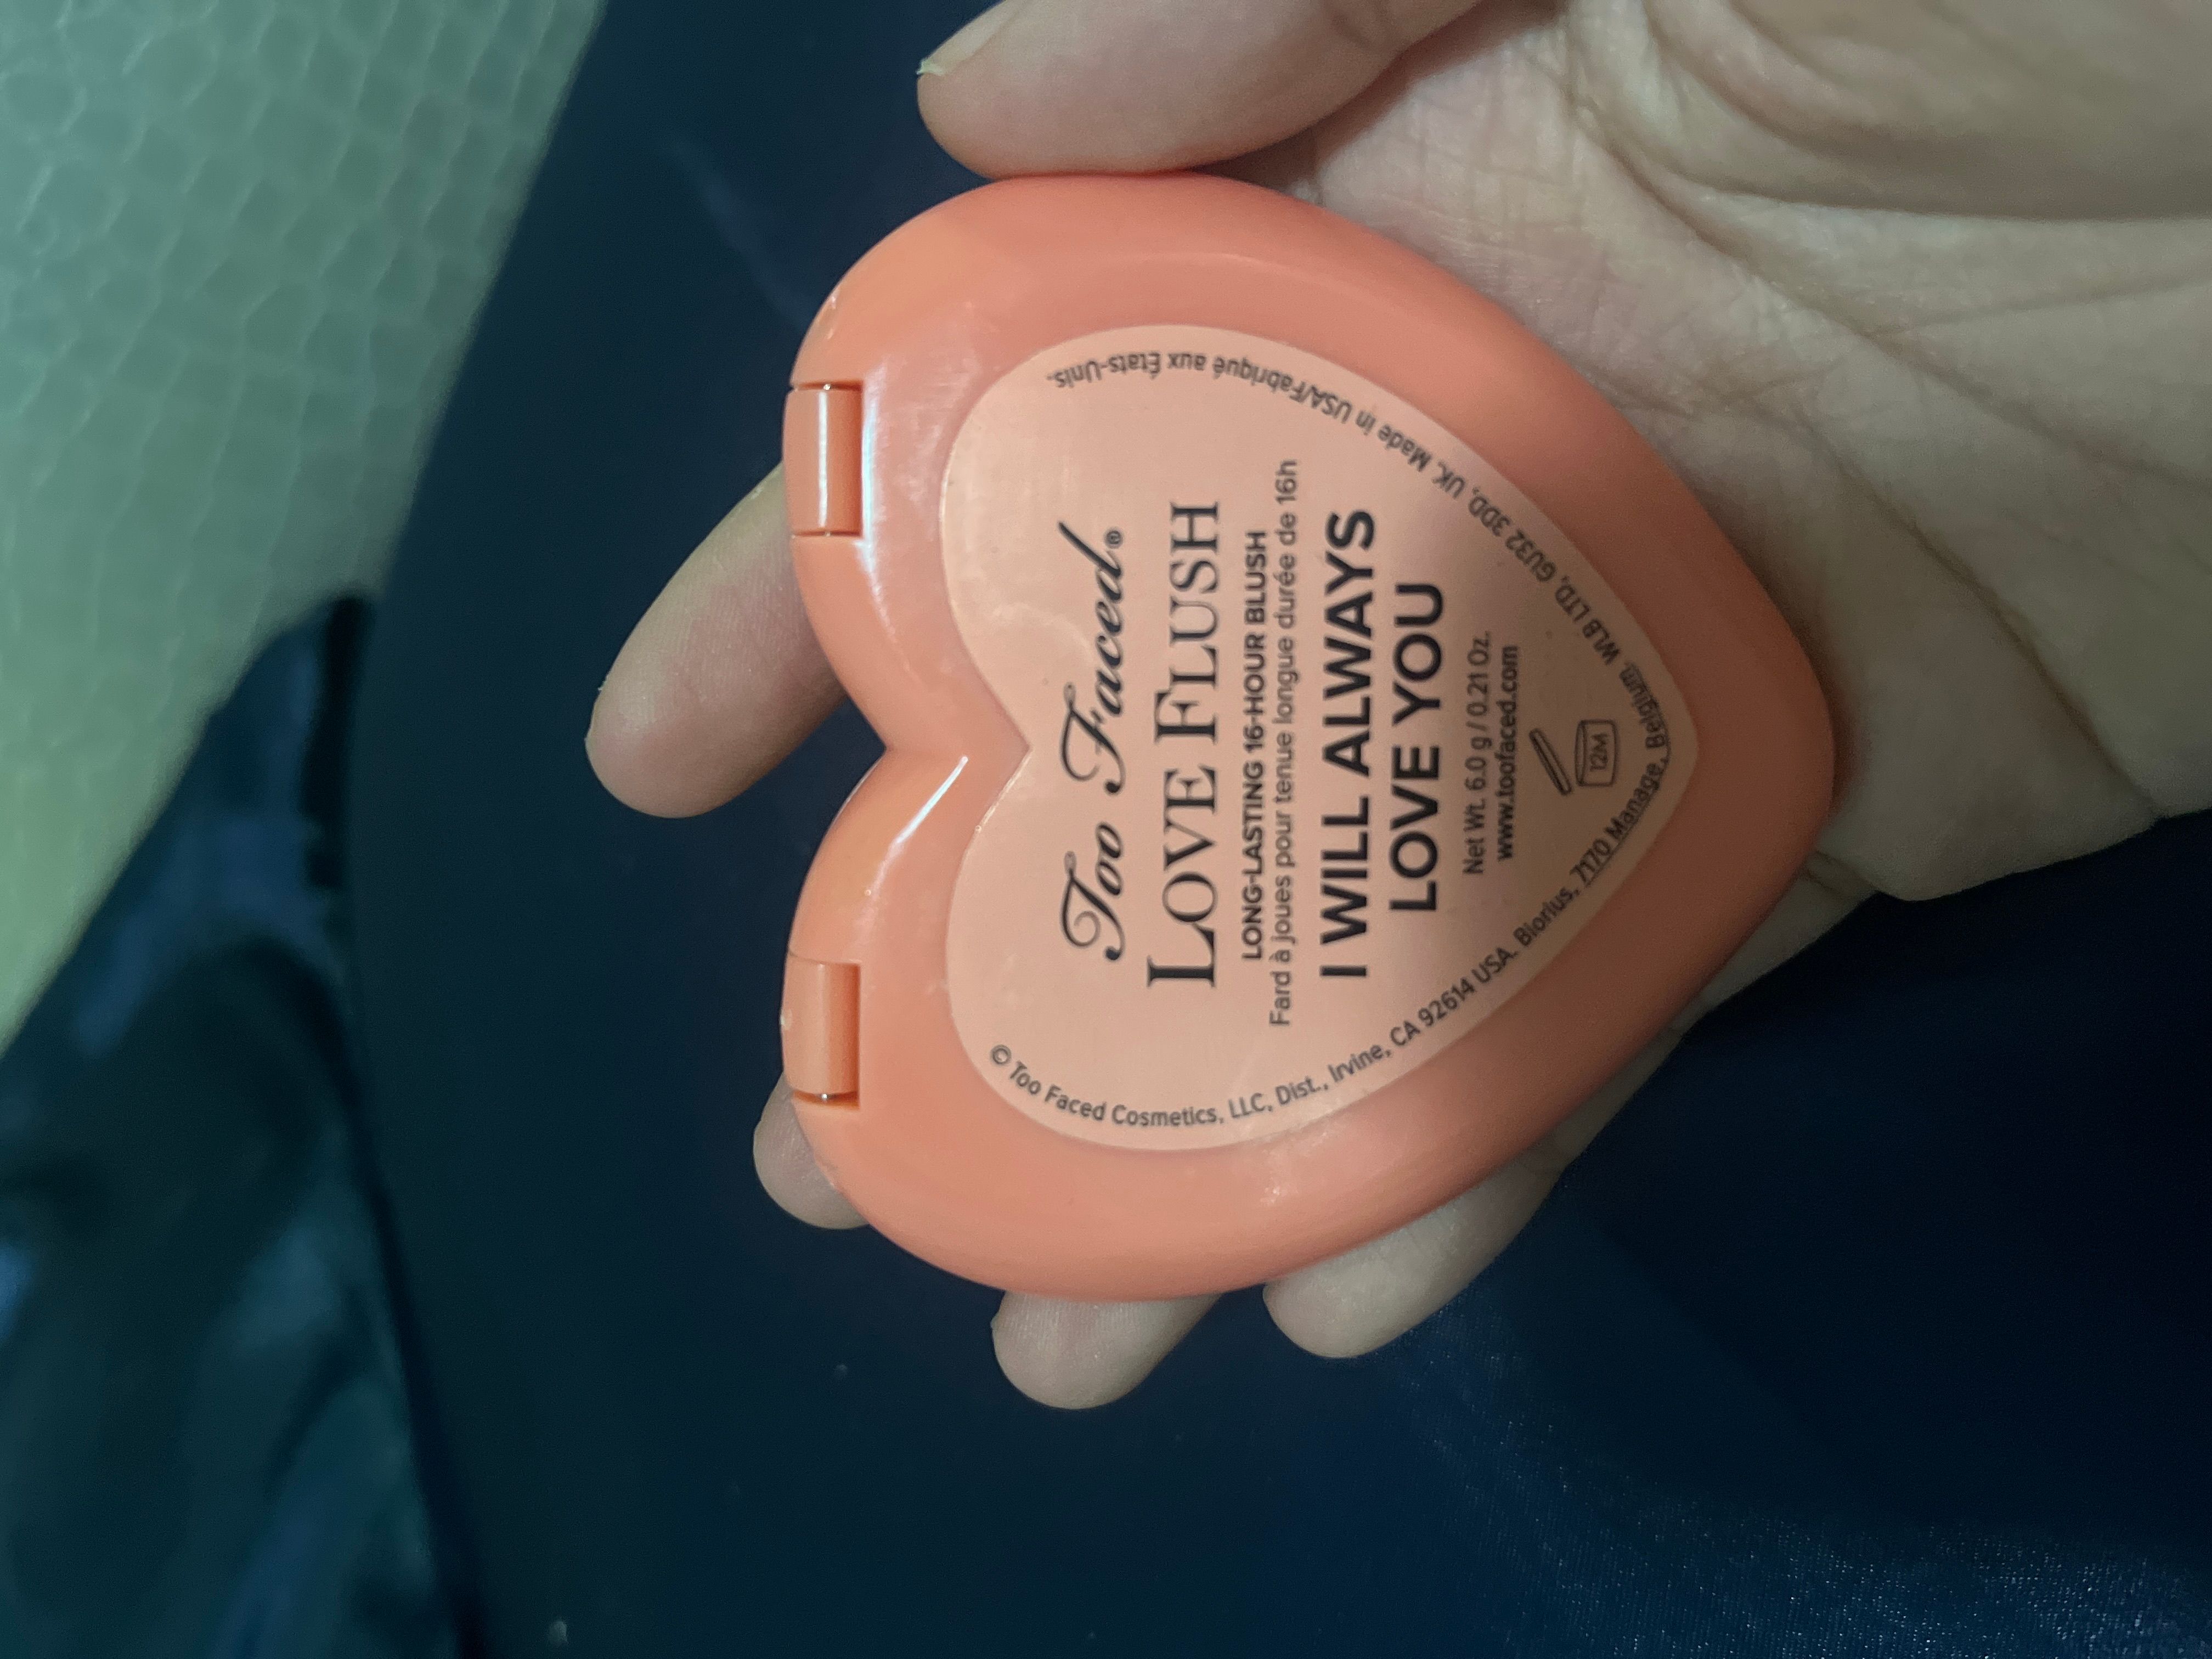 Too Faced®
LOVE FLUSH
LONG-LASTING 16-HOUR BLUSH
Fard à joues pour tenue longue durée de 16h
I WILL ALWAYS
LOVE YOU
Net Wt. 6.0 g / 0.21 Oz.
www.toofaced.com
12M
© Too Faced Cosmetics, LLC, Dist., Irvine, CA 92614 USA. Biorius, 7170 Manage, Belgium. WLB LTD, GU32 3DD, UK. Made in USA/Fabriqué aux États-Unis.